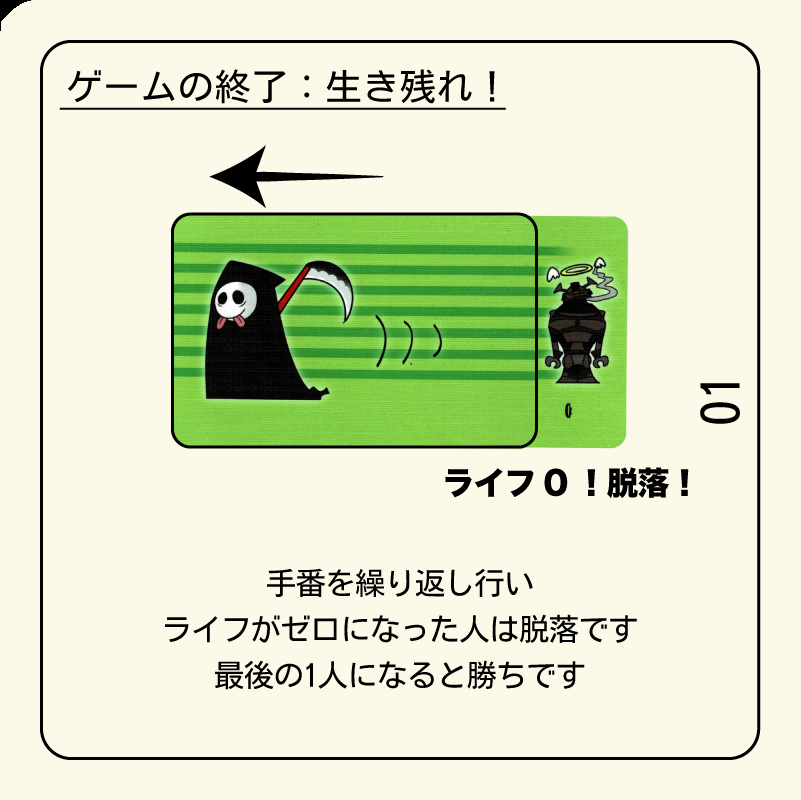 ゲームの終了：生き残れ！
0
01
ライフ０！脱落！
手番を繰り返し行い
ライフがゼロになった人は脱落です
最後の1人になると勝ちです